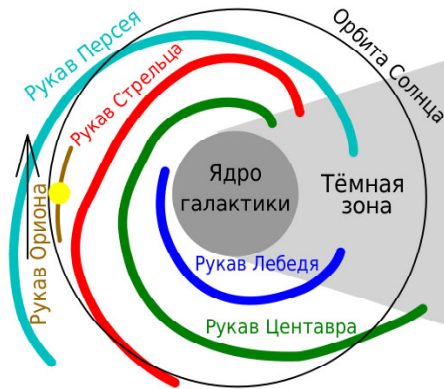 Рукав Персея
Рукав Стрельца
Орбита Солнца
Ядро
галактики
Тёмная
зона
Рукав Ориона
Рукав Лебедя
Рукав Центавра